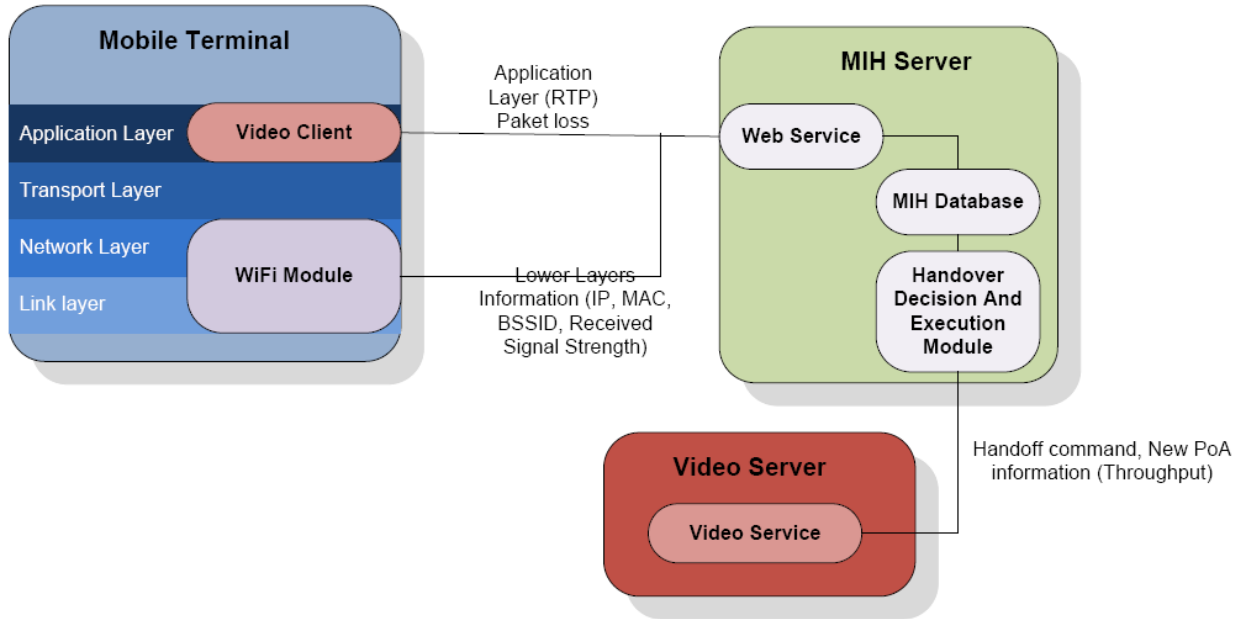 Mobile Terminal
Application Layer
Video Client
Transport Layer
Network Layer
WiFi Module
Link layer
Application
Layer (RTP)
Paket loss
Lower Layers
Information (IP, MAC,
BSSID, Received
Signal Strength)
MIH Server
Web Service
MIH Database
Handover
Decision And
Execution
Module
Handoff command, New PoA
information (Throughput)
Video Server
Video Service